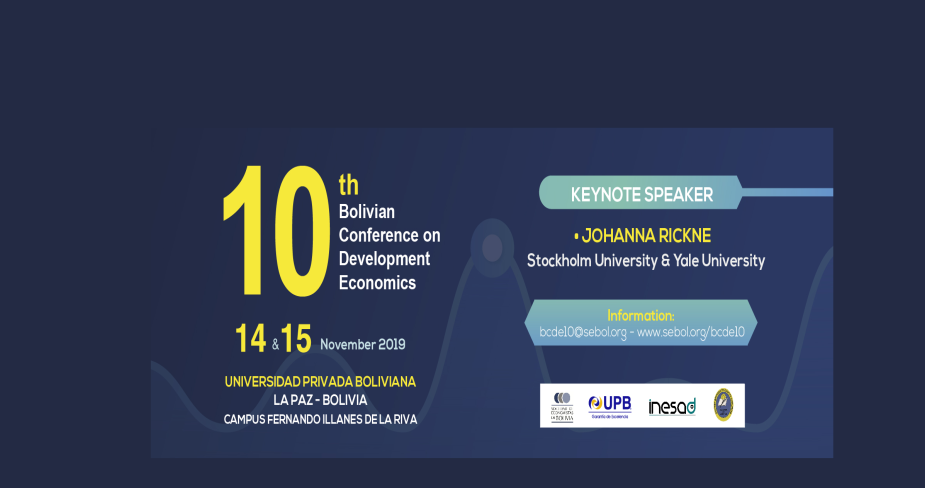 10th
Bolivian
Conference on
Development
Economics
14 & 15 November 2019
UNIVERSIDAD PRIVADA BOLIVIANA
LA PAZ - BOLIVIA
CAMPUS FERNANDO ILLANES DE LA RIVA
KEYNOTE SPEAKER
• JOHANNA RICKNE
Stockholm University & Yale University
Information:
bcde10@sebol.org - www.sebol.org/bcde10
UPB
inesad